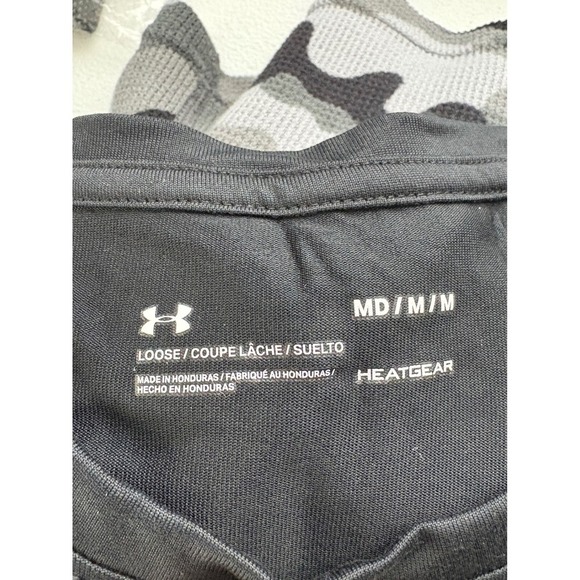 MD / M / M
LOOSE / COUPE LÂCHE / SUELTO
MADE IN HONDURAS / FABRIQUÉ AU HONDURAS /
HECHO EN HONDURAS
HEATGEAR